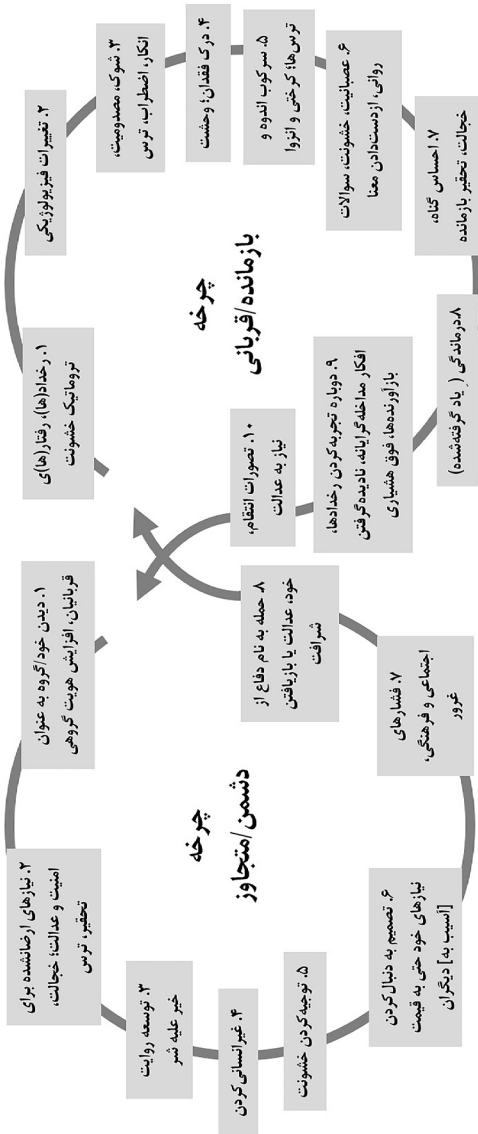 چرخه
بازمانده/قربانی
۱. رخداد(ها)، رفتار(ها)ی
تروماتیک خشونت
۲. تغییرات فیزیولوژیکی
۳. شوک، مصدومیت،
انکار، اضطراب، ترس
۴. درک فقدان؛ وحشت
۵. سرکوب اندوه و
ترس‌ها؛ کرختی و انزوا
۶. عصبانیت، خشونت، سوالات
روانی، ازدست‌دادن معنا
۷. احساس گناه،
خجالت، تحقیر بازمانده
۸.درماندگی ( یاد گرفته‌شده)
۹. دوباره تجربه‌کردن رخدادها،
افکار مداخله‌گرایانه، نادیده‌گرفتن
بازآورنده‌ها، فوق هشیاری
۱۰. تصورات انتقام،
نیاز به عدالت
چرخه
دشمن/متجاوز
۱. دیدن خود/گروه به عنوان
قربانیان، افزایش هویت گروهی
۲. نیازهای ارضانشده برای
امنیت و عدالت؛ خجالت،
تحقیر، ترس
۳. توسعه روایت
خیر علیه شر
۴. غیرانسانی‌کردن
۵. توجیه‌کردن خشونت
۶. تصمیم به دنبال‌کردن
نیازهای خود حتی به قیمت
[آسیب به] دیگران
۷. فشارهای
اجتماعی و فرهنگی،
غرور
۸. حمله به نام دفاع از
خود، عدالت یا بازیافتن
شرافت